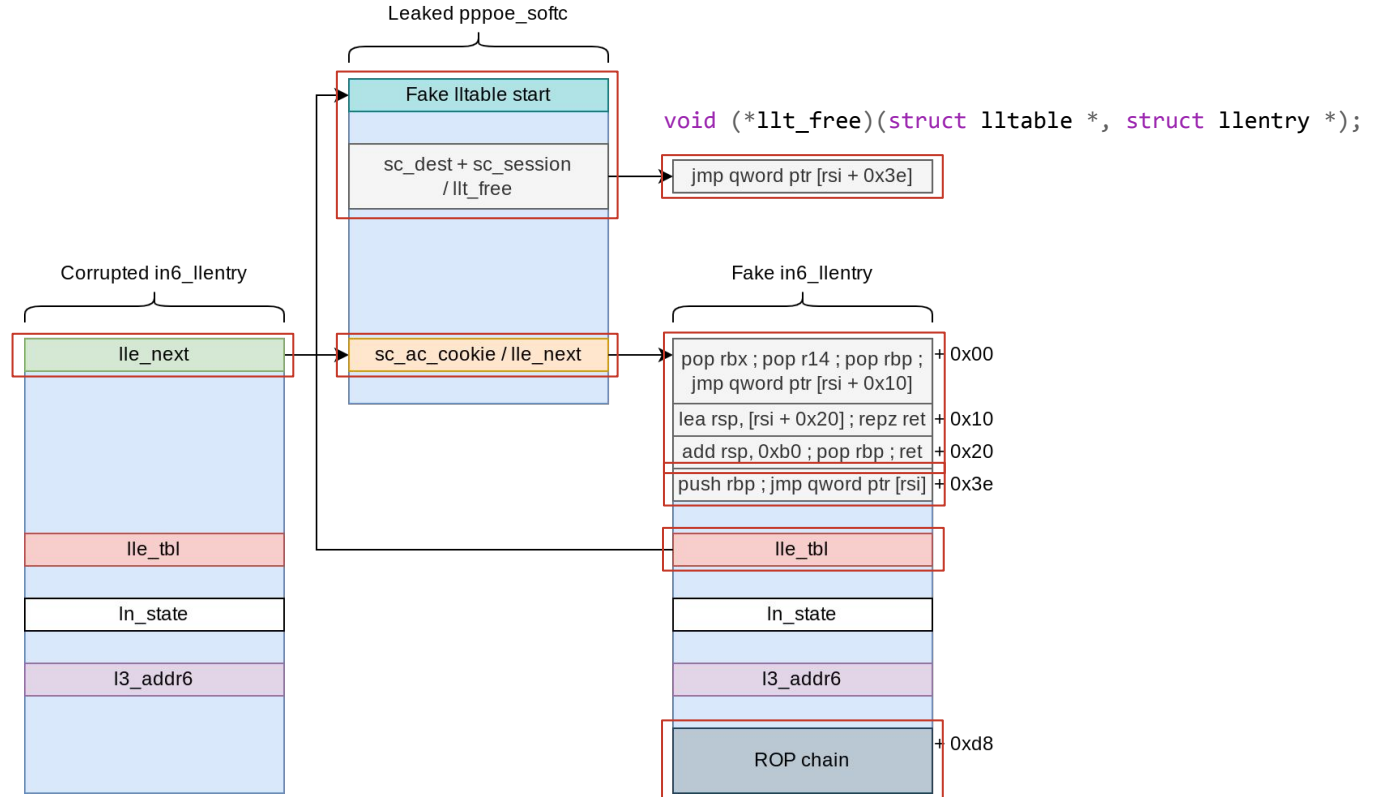 Leaked pppoe_softc
Fake lltable start
void (*llt_free)(struct lltable *, struct llentry *);
sc_dest + sc_session
/ llt_free
jmp qword ptr [rsi + 0x3e]
Corrupted in6_llentry
Fake in6_llentry
lle_next
sc_ac_cookie / lle_next
pop rbx ; pop r14 ; pop rbp ;
jmp qword ptr [rsi + 0x10]
+ 0x00
lea rsp, [rsi + 0x20] ; repz ret
+ 0x10
add rsp, 0xb0 ; pop rbp ; ret
+ 0x20
push rbp ; jmp qword ptr [rsi]
+ 0x3e
lle_tbl
lle_tbl
ln_state
ln_state
l3_addr6
l3_addr6
ROP chain
+ 0xd8